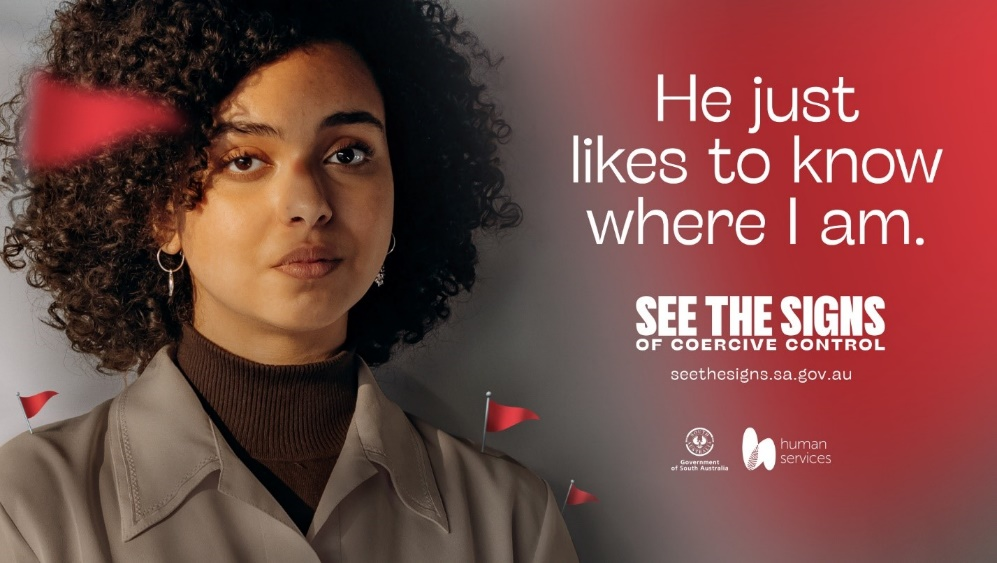 He just
likes to know
where I am.
SEE THE SIGNS
OF COERCIVE CONTROL
seethesigns.sa.gov.au
Government
of South Australia
human
services